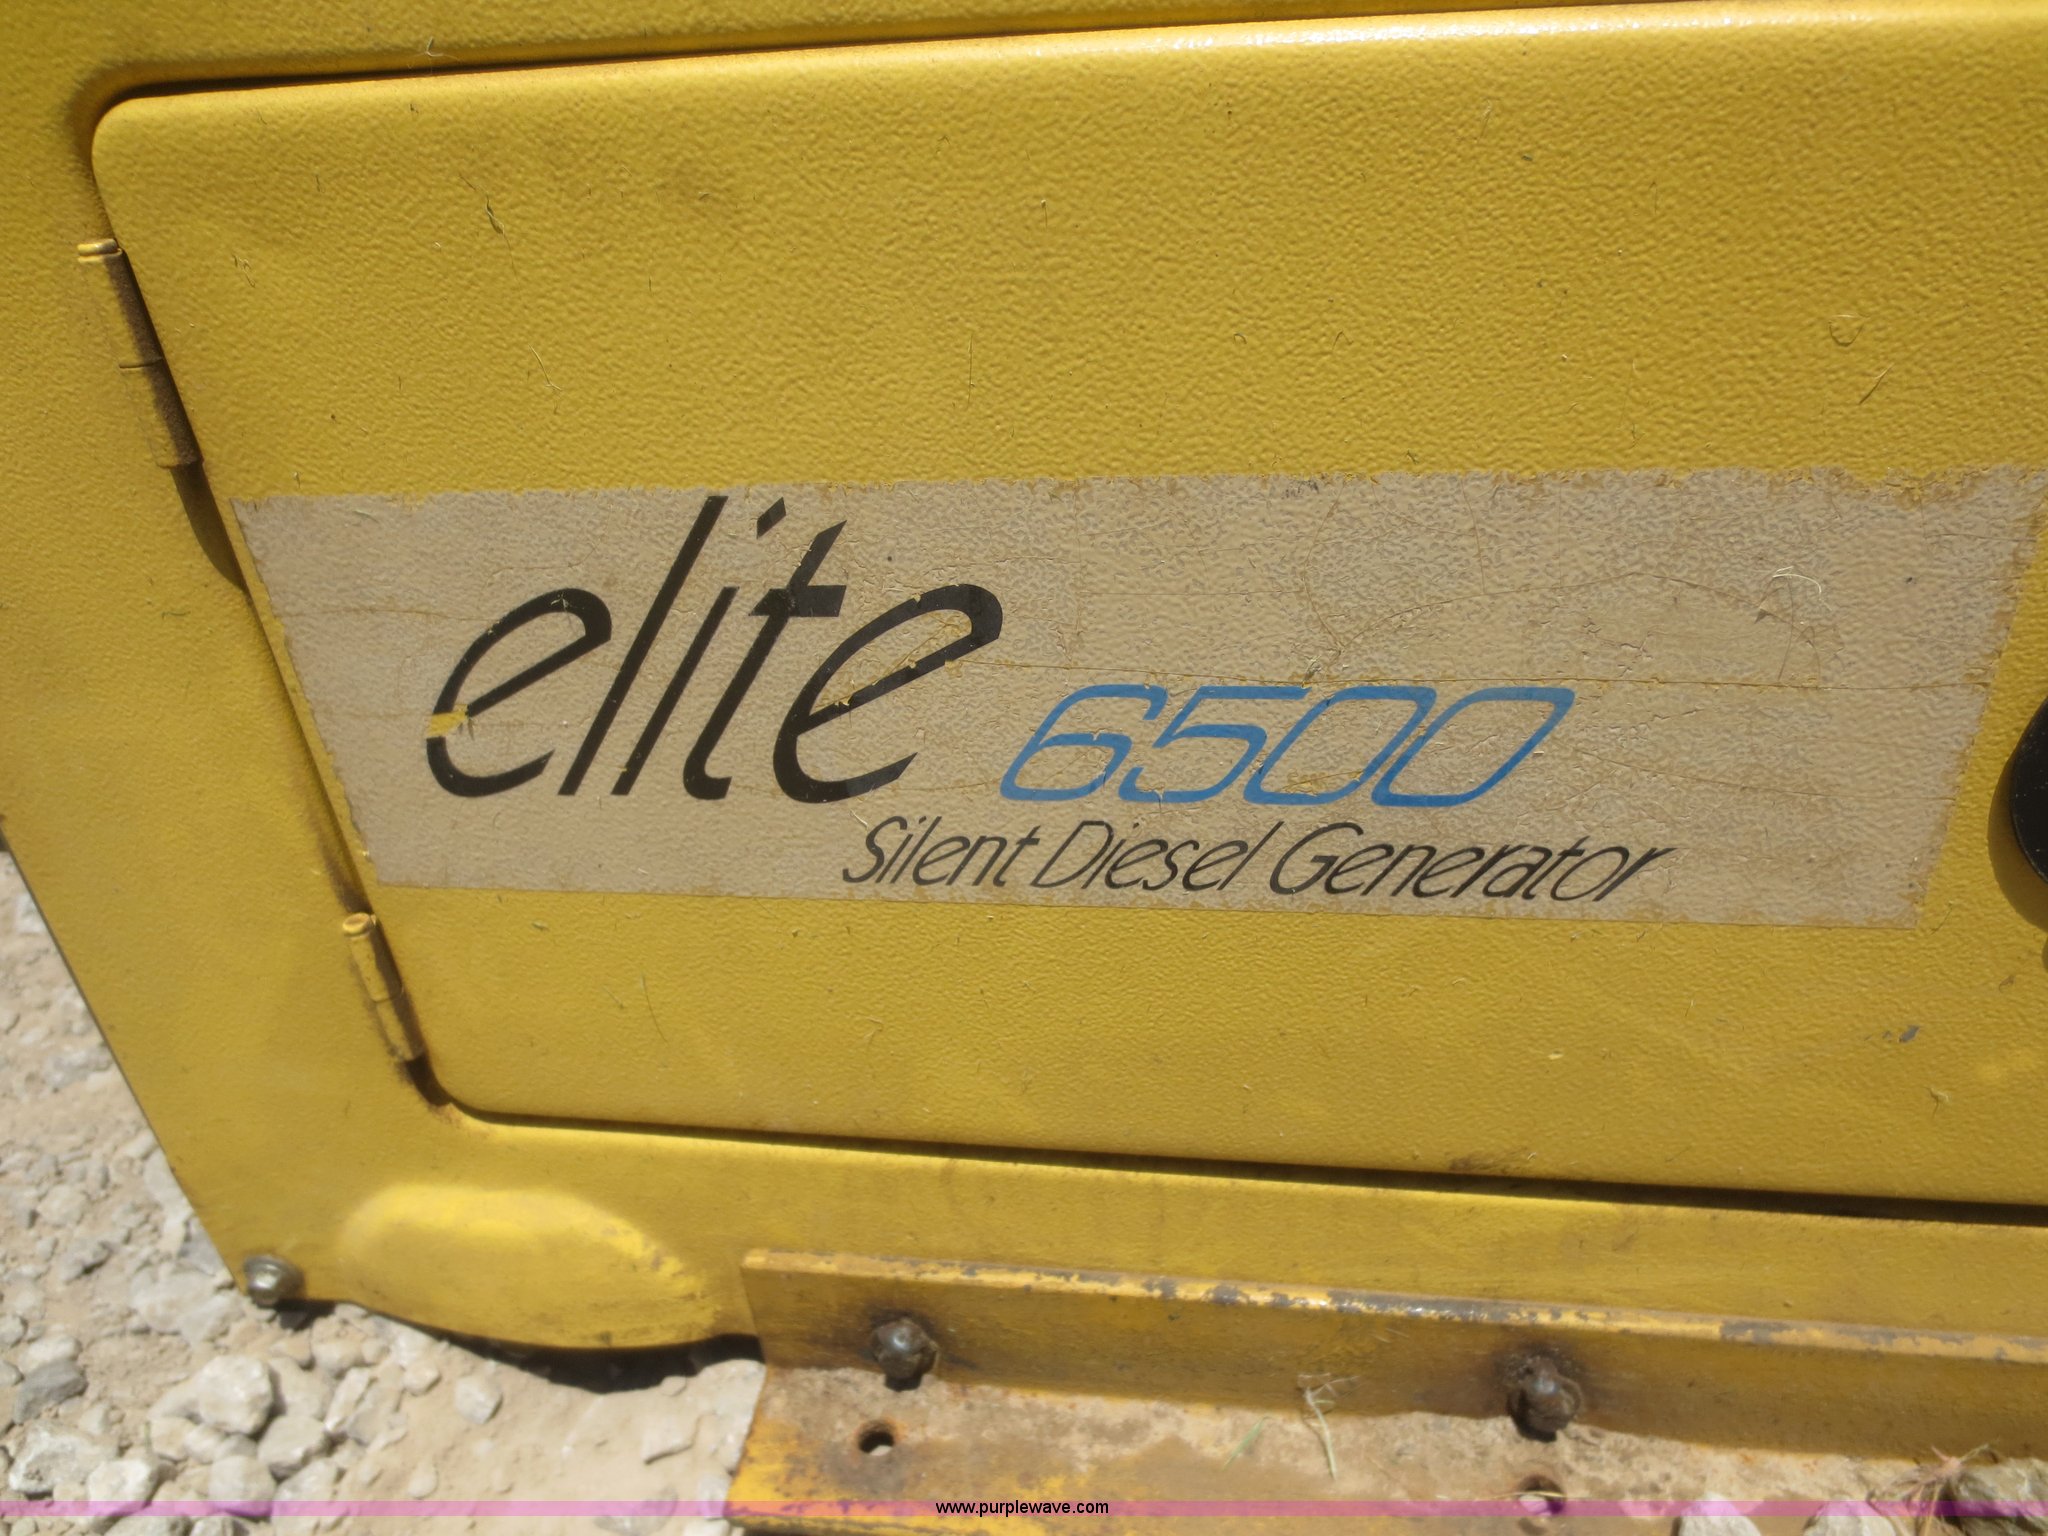 elite 6500
Silent Diesel Generator
www.purplewave.com